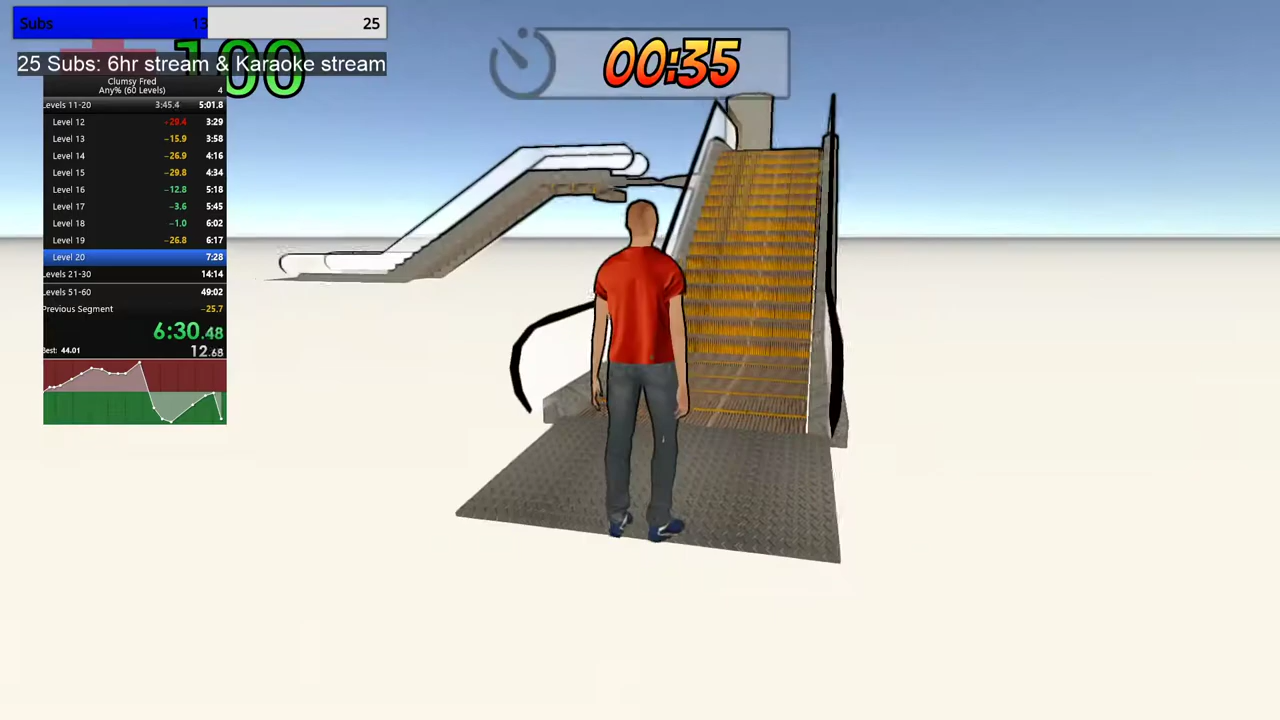 Subs 13 25
100
25 Subs: 6hr stream & Karaoke stream
00:35
Clumsy Fred
Any% (60 Levels) 4
Levels 11-20 3:45.4 5:01.8
Level 12 +29.4 3:29
Level 13 −15.9 3:58
Level 14 −26.9 4:16
Level 15 −29.8 4:34
Level 16 −12.8 5:18
Level 17 −3.6 5:45
Level 18 −1.0 6:02
Level 19 −26.8 6:17
Level 20 7:28
Levels 21-30 14:14
Levels 51-60 49:02
Previous Segment −25.7
6:30.48
Best: 44.01 12.68